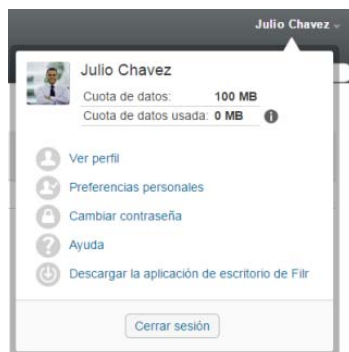 Julio Chavez
Julio Chavez
Cuota de datos: 100 MB
Cuota de datos usada: 0 MB
Ver perfil
Preferencias personales
Cambiar contraseña
Ayuda
Descargar la aplicación de escritorio de Filr
Cerrar sesión